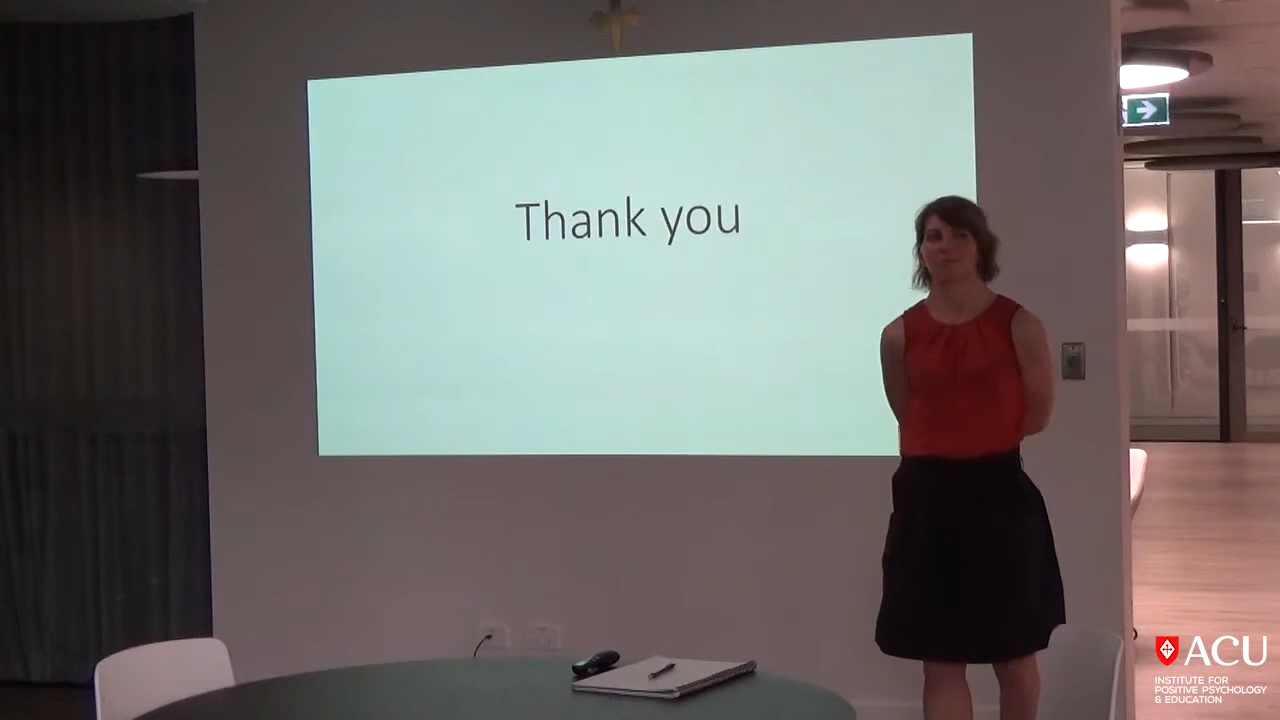 Thank you
ACU
INSTITUTE FOR
POSITIVE PSYCHOLOGY
& EDUCATION